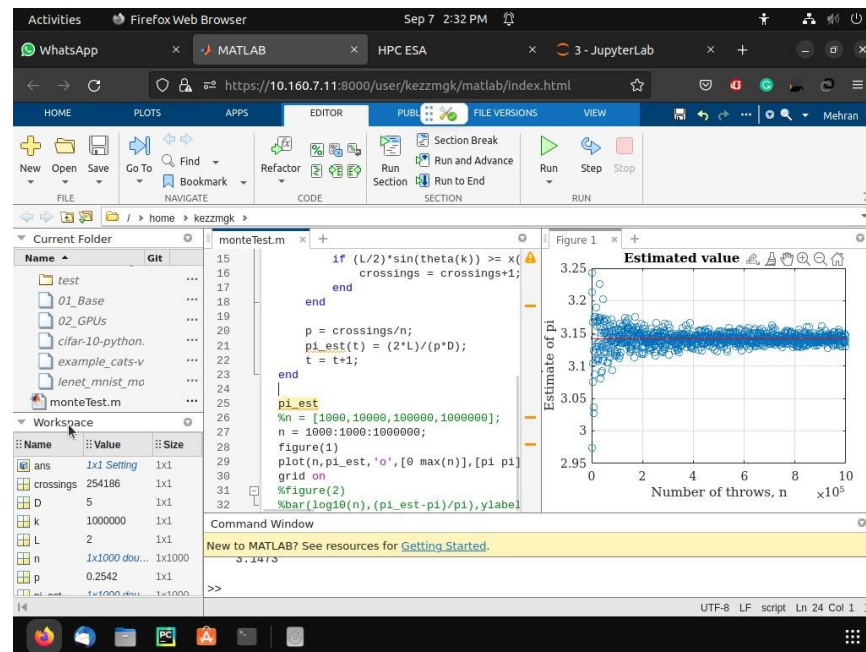 Activities Firefox Web Browser Sep 7 2:32 PM
WhatsApp × MATLAB × HPC ESA × 3 - JupyterLab × +
https://10.160.7.11:8000/user/kezzmgk/matlab/index.html
HOME PLOTS APPS EDITOR PUBL FILE VERSIONS VIEW Mehran
New Open Save Go To Find Bookmark Refactor Run Section Section Break Run and Advance Run to End Run Step Stop
FILE NAVIGATE CODE SECTION RUN
/ › home › kezzmgk ›
Current Folder
Name Git
test
01_Base
02_GPUs
cifar-10-python.
example_cats-v
lenet_mnist_mo
monteTest.m
Workspace
Name Value Size
ans 1x1 Setting 1x1
crossings 254186 1x1
D 5 1x1
k 1000000 1x1
L 2 1x1
n 1x1000 dou... 1x1000
p 0.2542 1x1
monteTest.m × +
15 if (L/2)*sin(theta(k)) >= x(
16 crossings = crossings+1;
17 end
18 end
19
20 p = crossings/n;
21 pi_est(t) = (2*L)/(p*D);
22 t = t+1;
23 end
24
25 pi_est
26 %n = [1000,10000,100000,1000000];
27 n = 1000:1000:1000000;
28 figure(1)
29 plot(n,pi_est,'o',[0 max(n)],[pi pi]
30 grid on
31 %figure(2)
32 %bar(log10(n),(pi_est-pi)/pi),ylabel
Figure 1 × +
Estimated value
Estimate of pi
3.25
3.2
3.15
3.1
3.05
3
2.95
0 2 4 6 8 10
Number of throws, n ×10⁵
Command Window
New to MATLAB? See resources for Getting Started.
3.1473
>>
UTF-8 LF script Ln 24 Col 1
PC